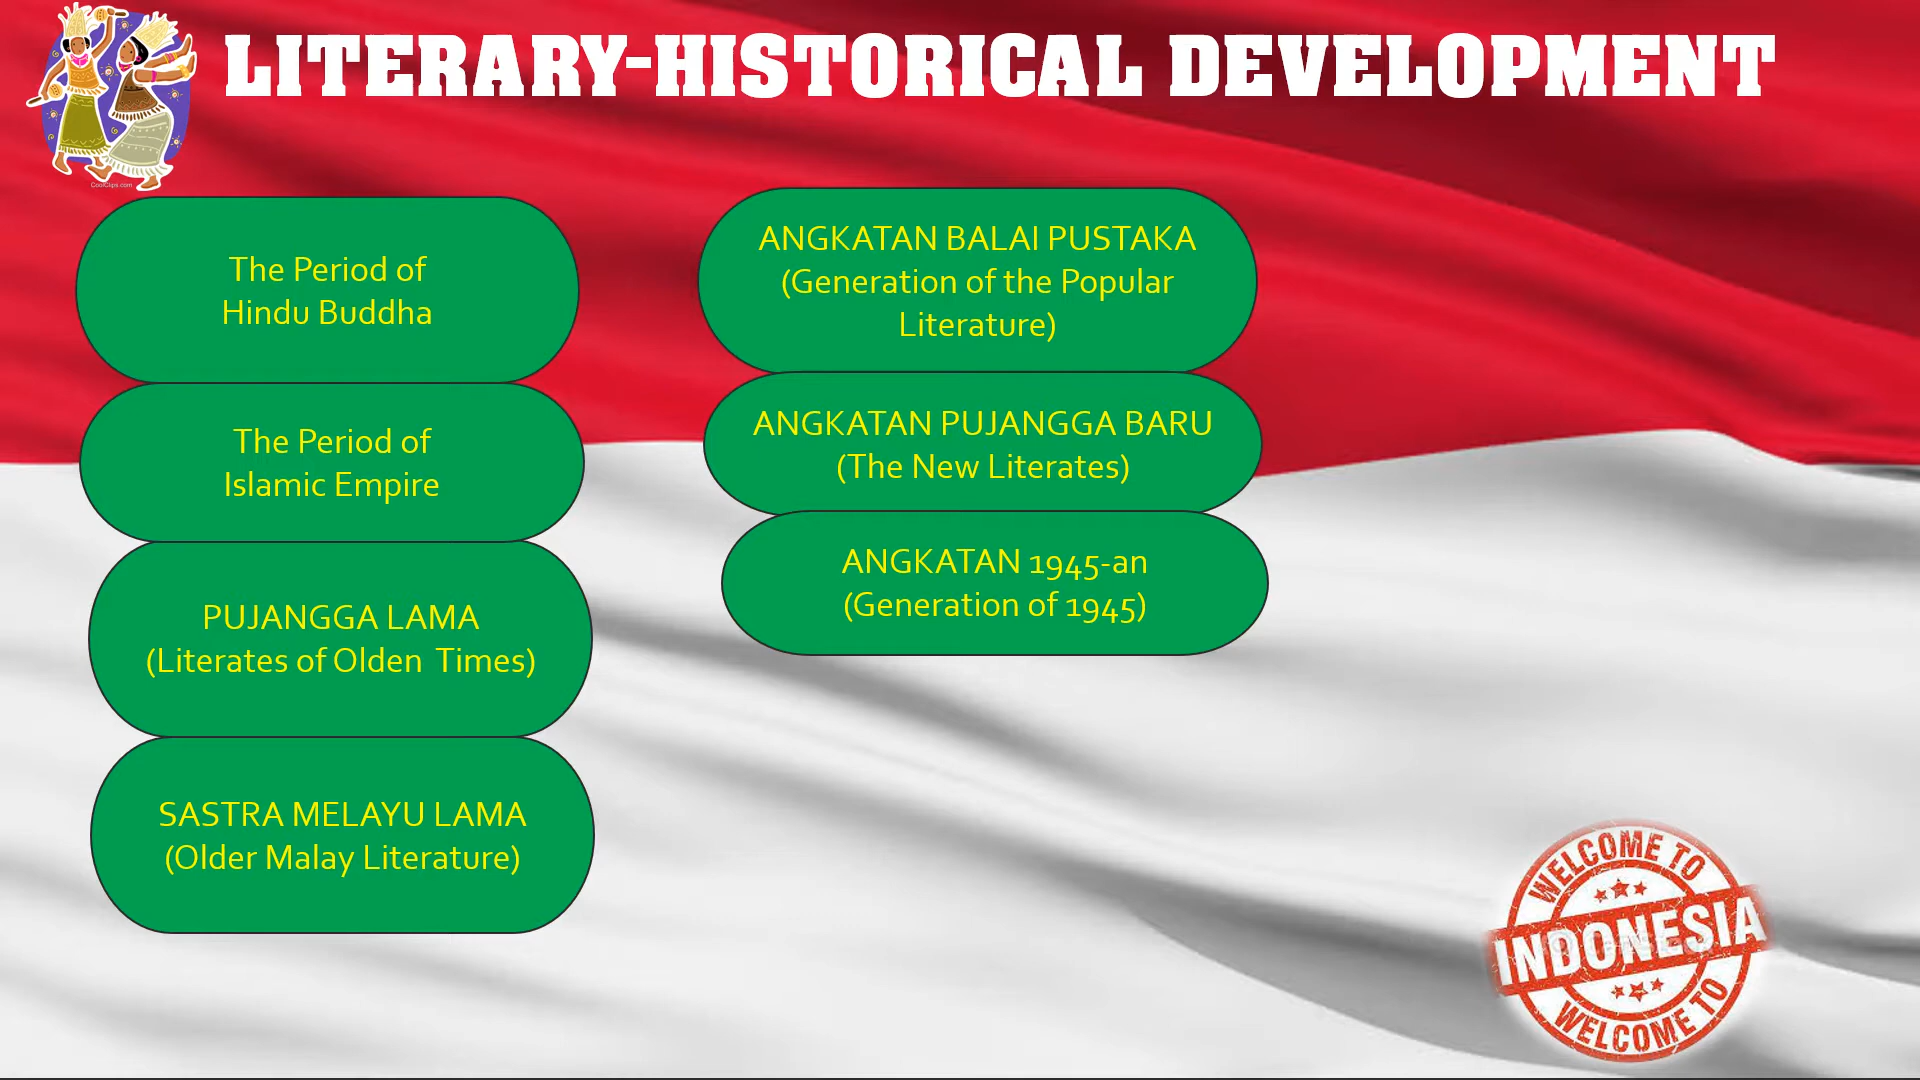 LITERARY-HISTORICAL DEVELOPMENT
CoolClips.com
The Period of
Hindu Buddha
The Period of
Islamic Empire
PUJANGGA LAMA
(Literates of Olden Times)
SASTRA MELAYU LAMA
(Older Malay Literature)
ANGKATAN BALAI PUSTAKA
(Generation of the Popular
Literature)
ANGKATAN PUJANGGA BARU
(The New Literates)
ANGKATAN 1945-an
(Generation of 1945)
WELCOME TO
INDONESIA
WELCOME TO